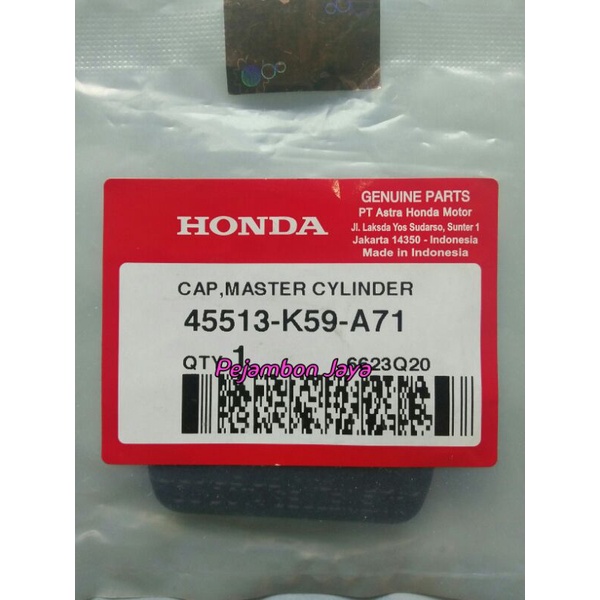 HONDA
GENUINE PARTS
PT Astra Honda Motor
Jl. Laksda Yos Sudarso, Sunter 1
Jakarta 14350 - Indonesia
Made in Indonesia
CAP,MASTER CYLINDER
45513-K59-A71
QTY 1 6623Q20
Pejambon Jaya